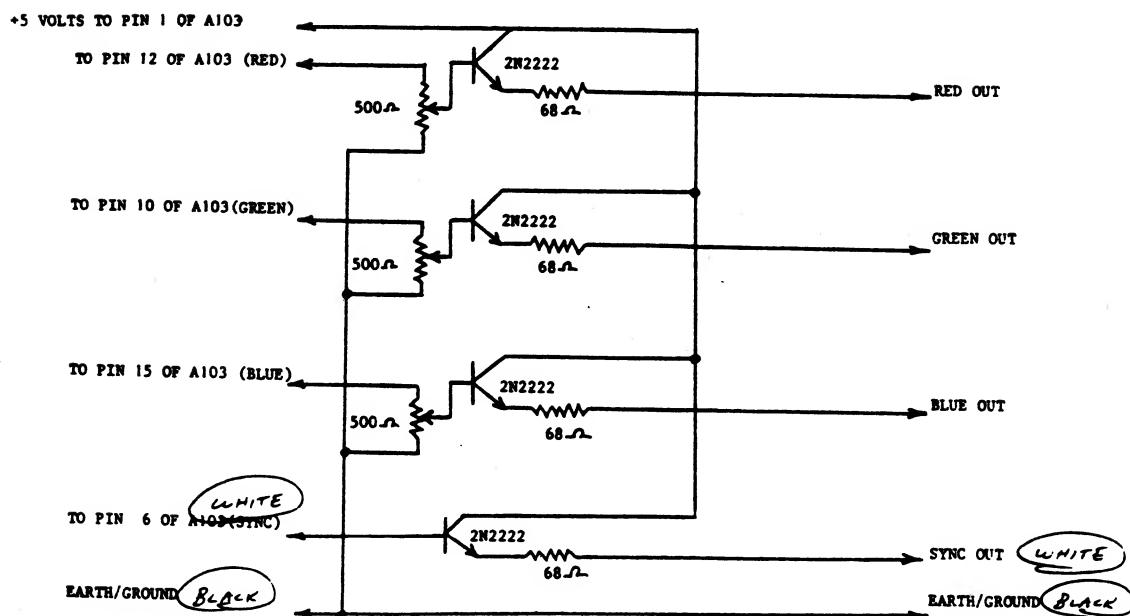 +5 VOLTS TO PIN 1 OF A103
TO PIN 12 OF A103 (RED)
2N2222
500Ω
68Ω
RED OUT
TO PIN 10 OF A103(GREEN)
2N2222
500Ω
68Ω
GREEN OUT
TO PIN 15 OF A103 (BLUE)
2N2222
500Ω
68Ω
BLUE OUT
WHITE
TO PIN 6 OF A103(SYNC)
2N2222
68Ω
SYNC OUT WHITE
EARTH/GROUND BLACK
EARTH/GROUND BLACK